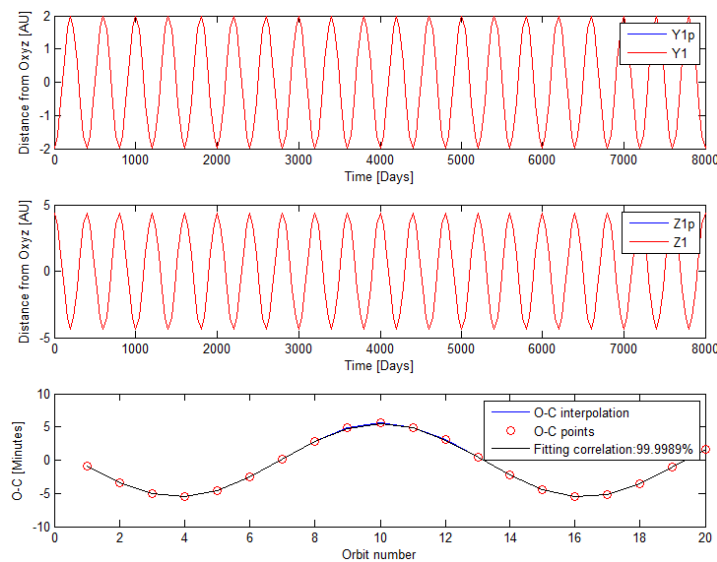 2
1
0
-1
-2
Distance from Oxyz [AU]
Y1p
Y1
0 1000 2000 3000 4000 5000 6000 7000 8000
Time [Days]
5
0
-5
Distance from Oxyz [AU]
Z1p
Z1
0 1000 2000 3000 4000 5000 6000 7000 8000
Time [Days]
10
5
0
-5
-10
O-C [Minutes]
O-C interpolation
O-C points
Fitting correlation:99.9989%
0 2 4 6 8 10 12 14 16 18 20
Orbit number